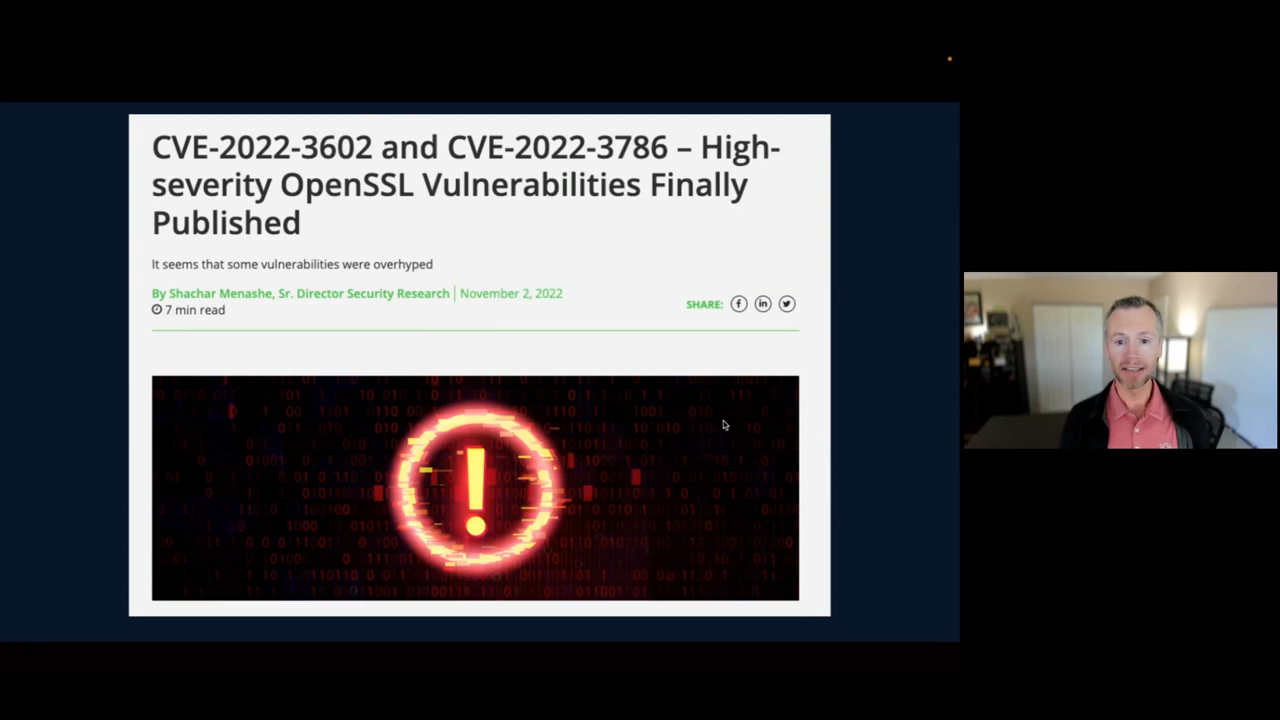 CVE-2022-3602 and CVE-2022-3786 – High-
severity OpenSSL Vulnerabilities Finally
Published
It seems that some vulnerabilities were overhyped
By Shachar Menashe, Sr. Director Security Research | November 2, 2022
7 min read
SHARE: